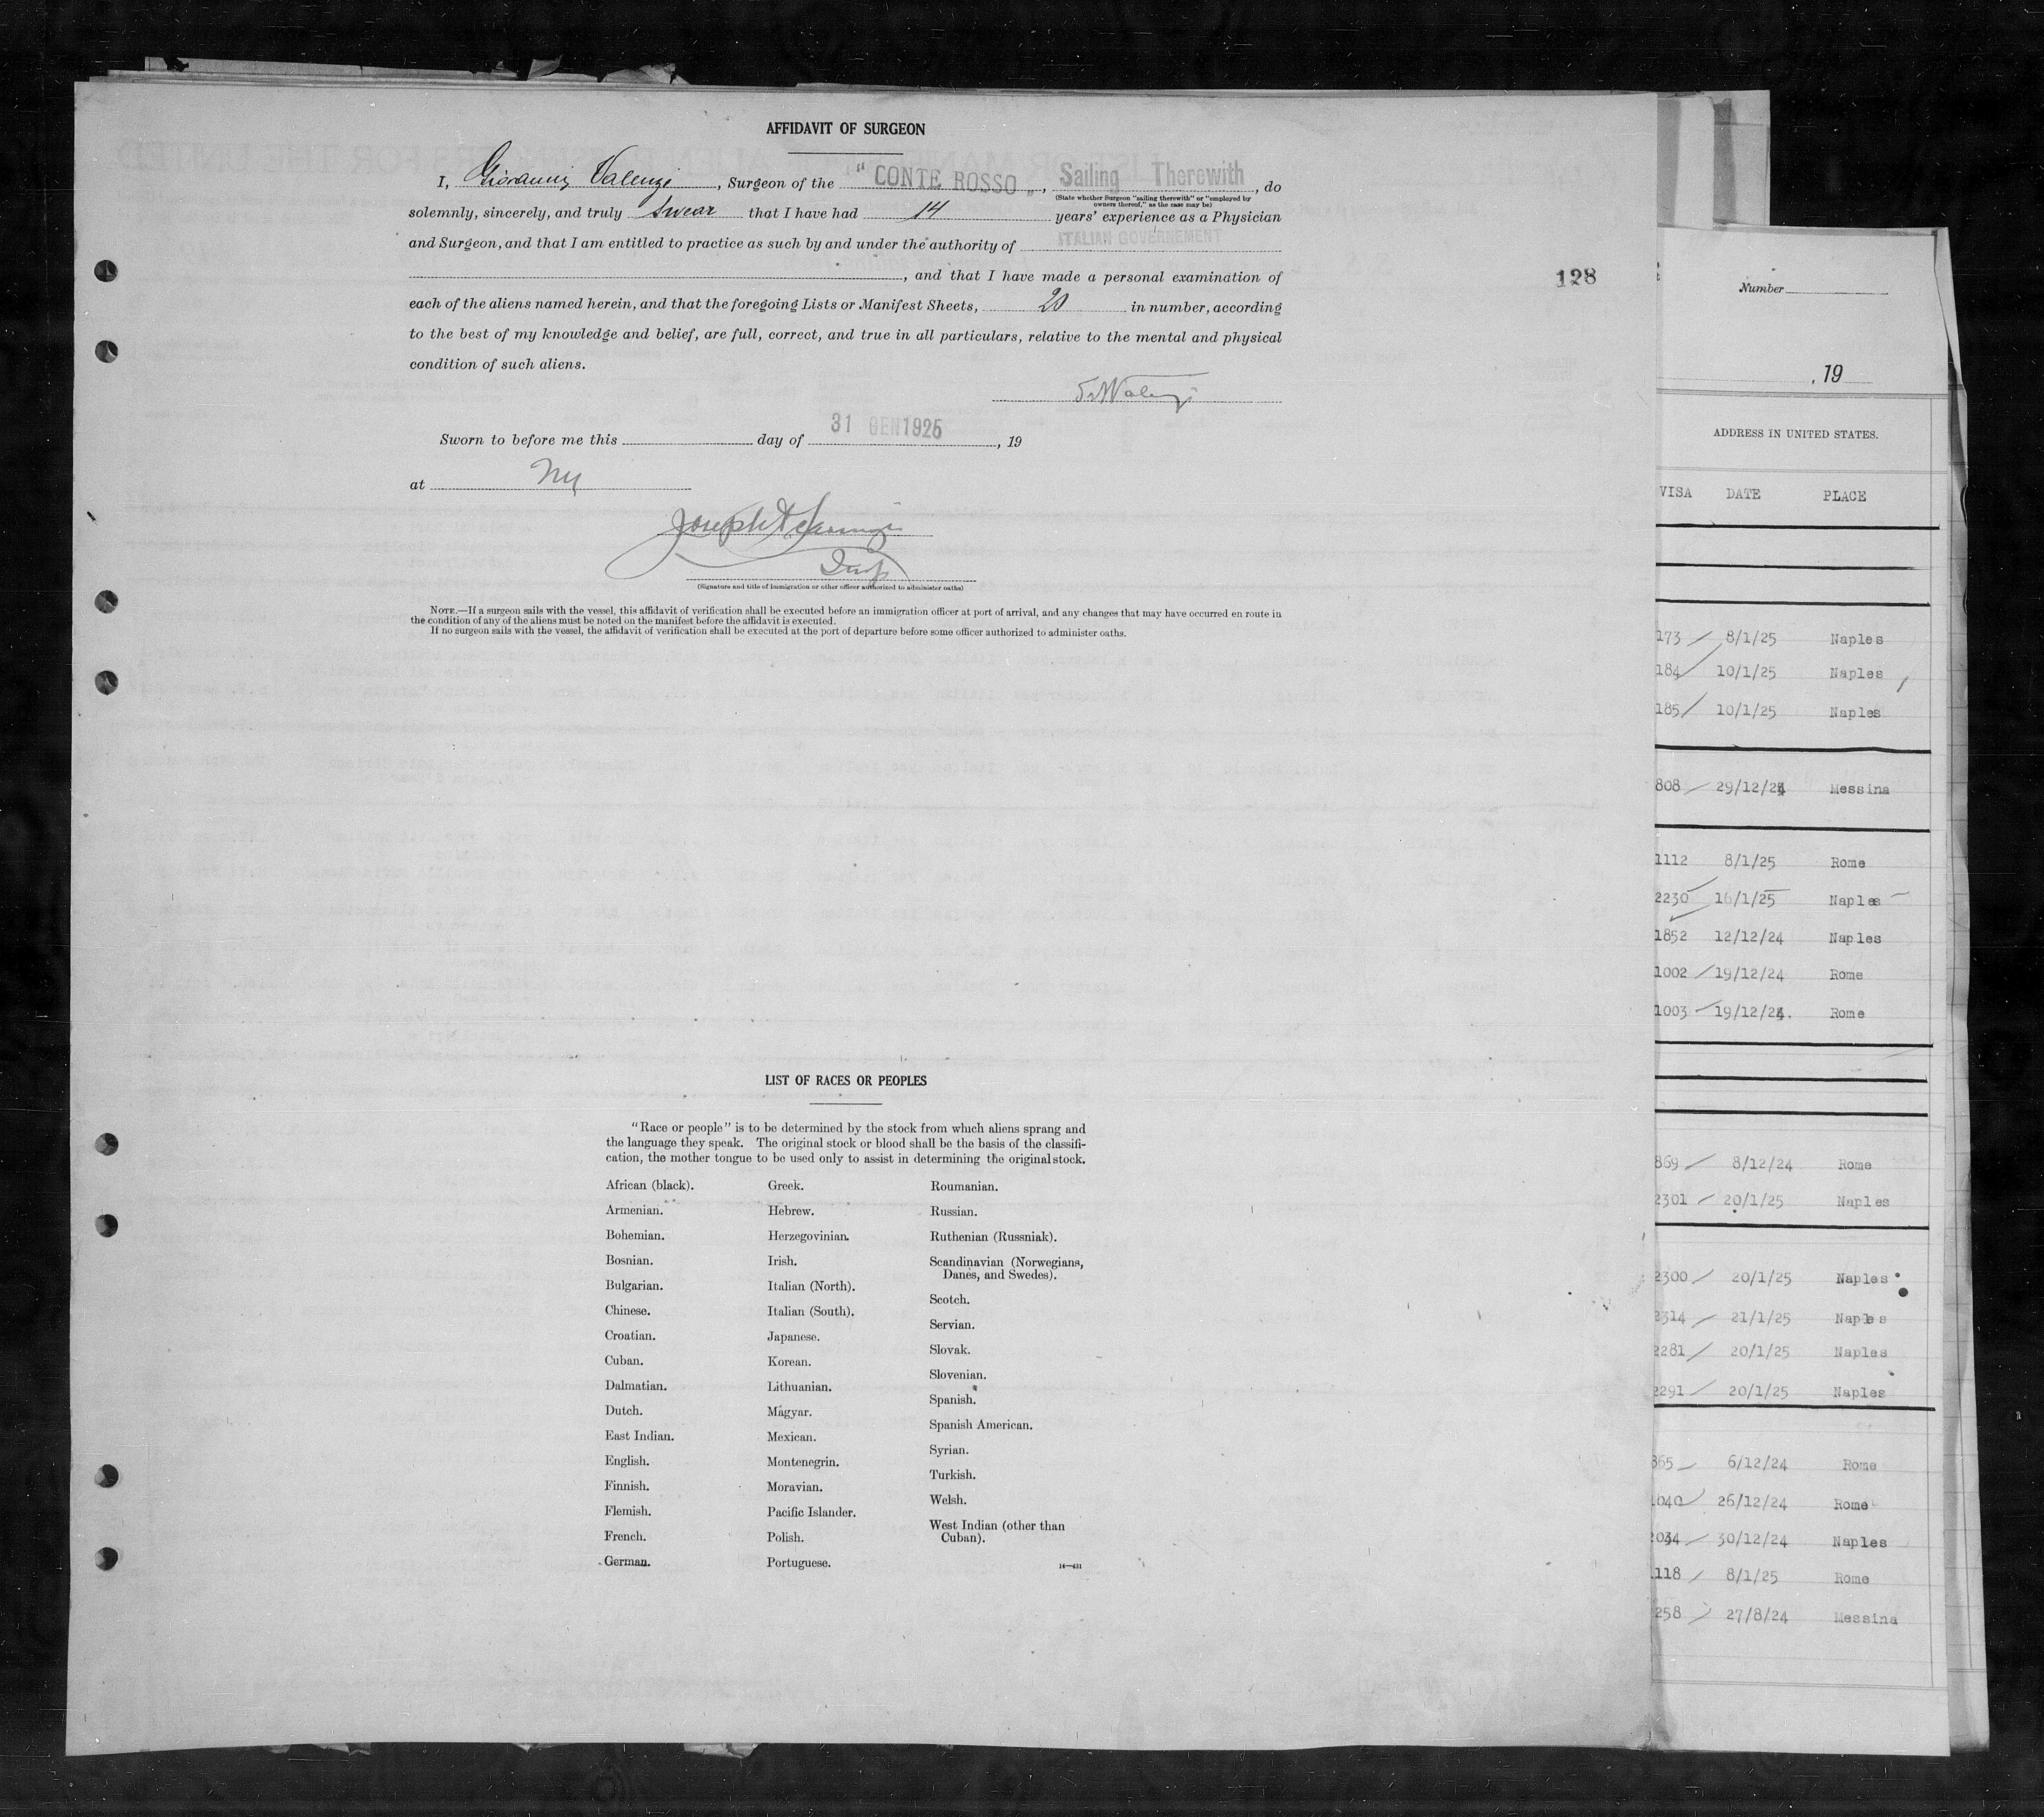 AFFIDAVIT OF SURGEON
I, Giovanni Valenzi, Surgeon of the "CONTE ROSSO", Sailing Therewith, do
(State whether Surgeon "sailing therewith" or "employed by
owners thereof," as the case may be)
solemnly, sincerely, and truly swear that I have had 14 years' experience as a Physician
and Surgeon, and that I am entitled to practice as such by and under the authority of ITALIAN GOVERNEMENT
, and that I have made a personal examination of
each of the aliens named herein, and that the foregoing Lists or Manifest Sheets, 20 in number, according
to the best of my knowledge and belief, are full, correct, and true in all particulars, relative to the mental and physical
condition of such aliens.
Sworn to before me this day of 31 GEN 1925, 19
at NY
Joseph
Insp
(Signature and title of immigration or other officer authorized to administer oaths)
NOTE.—If a surgeon sails with the vessel, this affidavit of verification shall be executed before an immigration officer at port of arrival, and any changes that may have occurred en route in
the condition of any of the aliens must be noted on the manifest before the affidavit is executed.
If no surgeon sails with the vessel, the affidavit of verification shall be executed at the port of departure before some officer authorized to administer oaths.
128
LIST OF RACES OR PEOPLES
"Race or people" is to be determined by the stock from which aliens sprang and
the language they speak. The original stock or blood shall be the basis of the classifi-
cation, the mother tongue to be used only to assist in determining the original stock.
African (black).
Armenian.
Bohemian.
Bosnian.
Bulgarian.
Chinese.
Croatian.
Cuban.
Dalmatian.
Dutch.
East Indian.
English.
Finnish.
Flemish.
French.
German.
Greek.
Hebrew.
Herzegovinian.
Irish.
Italian (North).
Italian (South).
Japanese.
Korean.
Lithuanian.
Magyar.
Mexican.
Montenegrin.
Moravian.
Pacific Islander.
Polish.
Portuguese.
Roumanian.
Russian.
Ruthenian (Russniak).
Scandinavian (Norwegians,
Danes, and Swedes).
Scotch.
Servian.
Slovak.
Slovenian.
Spanish.
Spanish American.
Syrian.
Turkish.
Welsh.
West Indian (other than
Cuban).
14—431
Number
, 19
ADDRESS IN UNITED STATES.
VISA DATE PLACE
173 8/1/25 Naples
184 10/1/25 Naples
185 10/1/25 Naples
808 29/12/24 Messina
1112 8/1/25 Rome
2230 16/1/25 Naples
1852 12/12/24 Naples
1002 19/12/24 Rome
1003 19/12/24. Rome
869 8/12/24 Rome
2301 20/1/25 Naples
2300 20/1/25 Naples
2314 21/1/25 Naples
2281 20/1/25 Naples
2291 20/1/25 Naples
865 6/12/24 Rome
1040 26/12/24 Rome
2034 30/12/24 Naples
1118 8/1/25 Rome
258 27/8/24 Messina